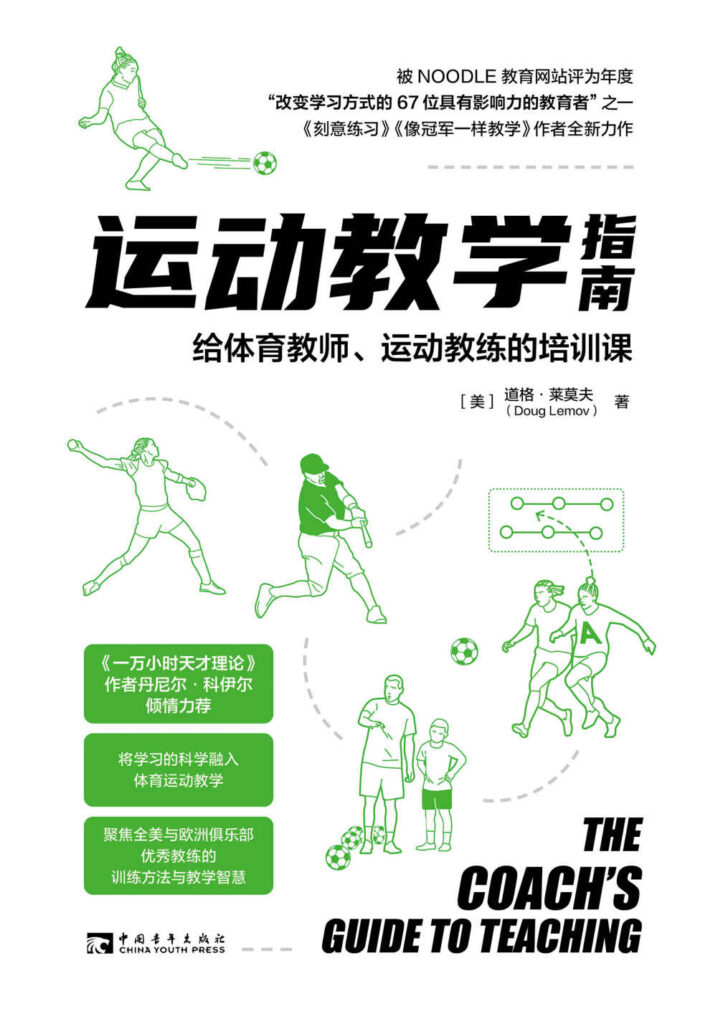 被 NOODLE 教育网站评为年度
“改变学习方式的 67 位具有影响力的教育者” 之一
《刻意练习》《像冠军一样教学》作者全新力作
运动教学指南
给体育教师、运动教练的培训课
[美] 道格·莱莫夫 著
(Doug Lemov)
A
《一万小时天才理论》
作者丹尼尔·科伊尔
倾情力荐
将学习的科学融入
体育运动教学
聚焦全美与欧洲俱乐部
优秀教练的
训练方法与教学智慧
THE
COACH'S
GUIDE TO TEACHING
中国青年出版社
CHINA YOUTH PRESS